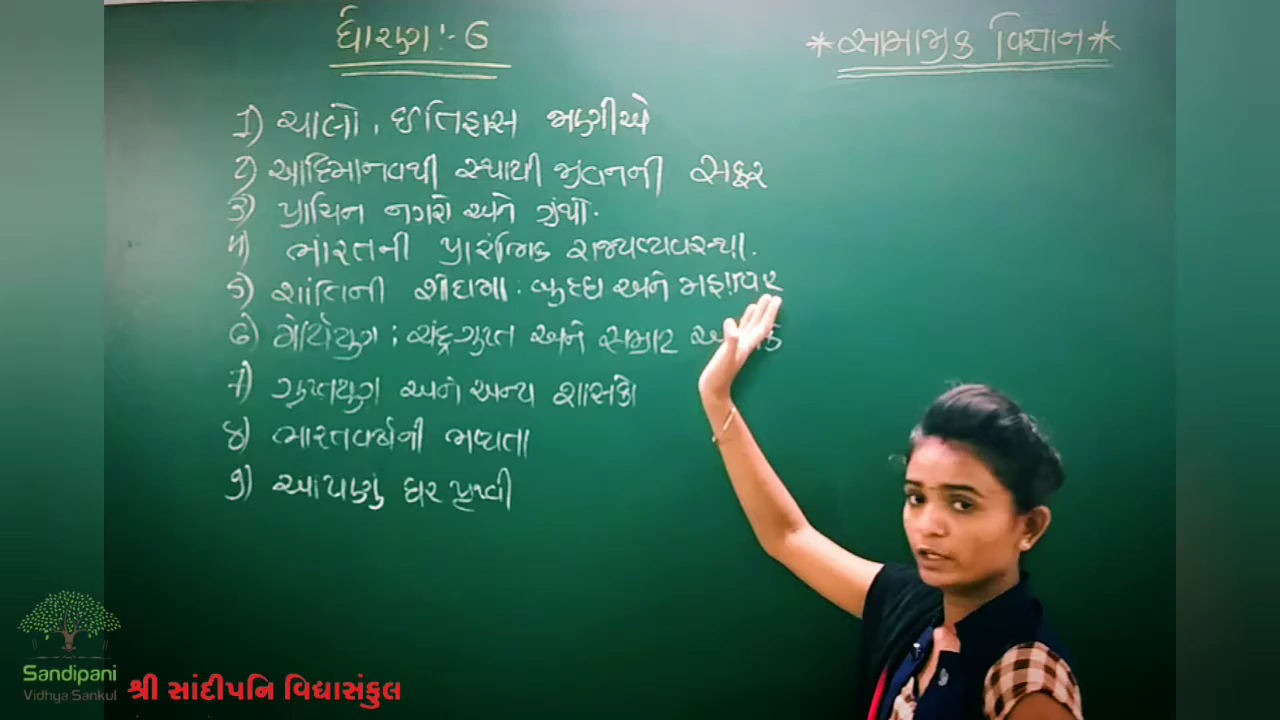 ધોરણ :- 6
* સામાજીક વિજ્ઞાન *
1) ચાલો, ઈતિહાસ ભણીએ
2) આદિમાનવથી સ્થાયી જીવનની સફર
3) પ્રાચિન નગરો અને ગ્રંથો.
4) ભારતની પ્રારંભિક રાજ્યવ્યવસ્થા.
5) શાંતિની શોધમાં : બુદ્ધ અને મહાવિર
6) મૌર્યયુગ : ચંદ્રગુપ્ત અને સમ્રાટ
7) ગુપ્તયુગ અને અન્ય શાસકો
8) ભારતવર્ષની ભવ્યતા
9) આપણું ઘર પૃથ્વી
Sandipani
Vidhya Sankul
શ્રી સાંદીપનિ વિદ્યાસંકુલ